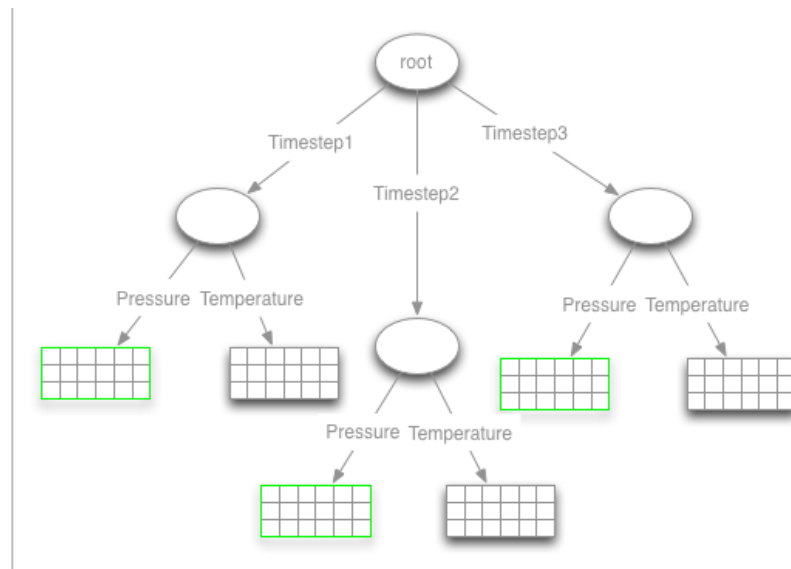 root
Timestep1
Timestep3
Timestep2
Pressure Temperature
Pressure Temperature
Pressure Temperature